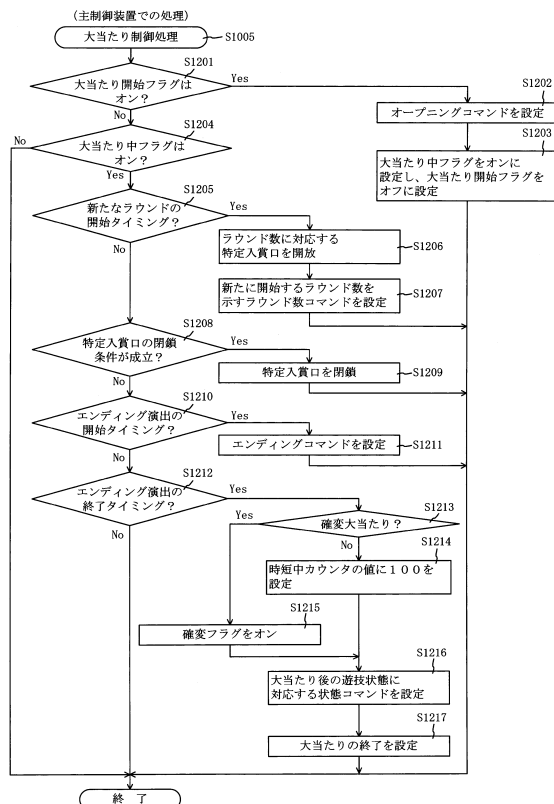 (主制御装置での処理)
大当たり制御処理
S1005
S1201
大当たり開始フラグは
オン?
Yes
No
S1202
オープニングコマンドを設定
S1203
大当たり中フラグをオンに
設定し、大当たり開始フラグを
オフに設定
S1204
No
大当たり中フラグは
オン?
Yes
S1205
新たなラウンドの
開始タイミング?
Yes
No
ラウンド数に対応する
特定入賞口を開放
S1206
新たに開始するラウンド数を
示すラウンド数コマンドを設定
S1207
S1208
特定入賞口の閉鎖
条件が成立?
Yes
No
特定入賞口を閉鎖
S1209
S1210
エンディング演出の
開始タイミング?
Yes
No
エンディングコマンドを設定
S1211
S1212
エンディング演出の
終了タイミング?
Yes
No
S1213
確変大当たり?
Yes
No
S1214
時短中カウンタの値に100を
設定
S1215
確変フラグをオン
S1216
大当たり後の遊技状態に
対応する状態コマンドを設定
S1217
大当たりの終了を設定
終 了